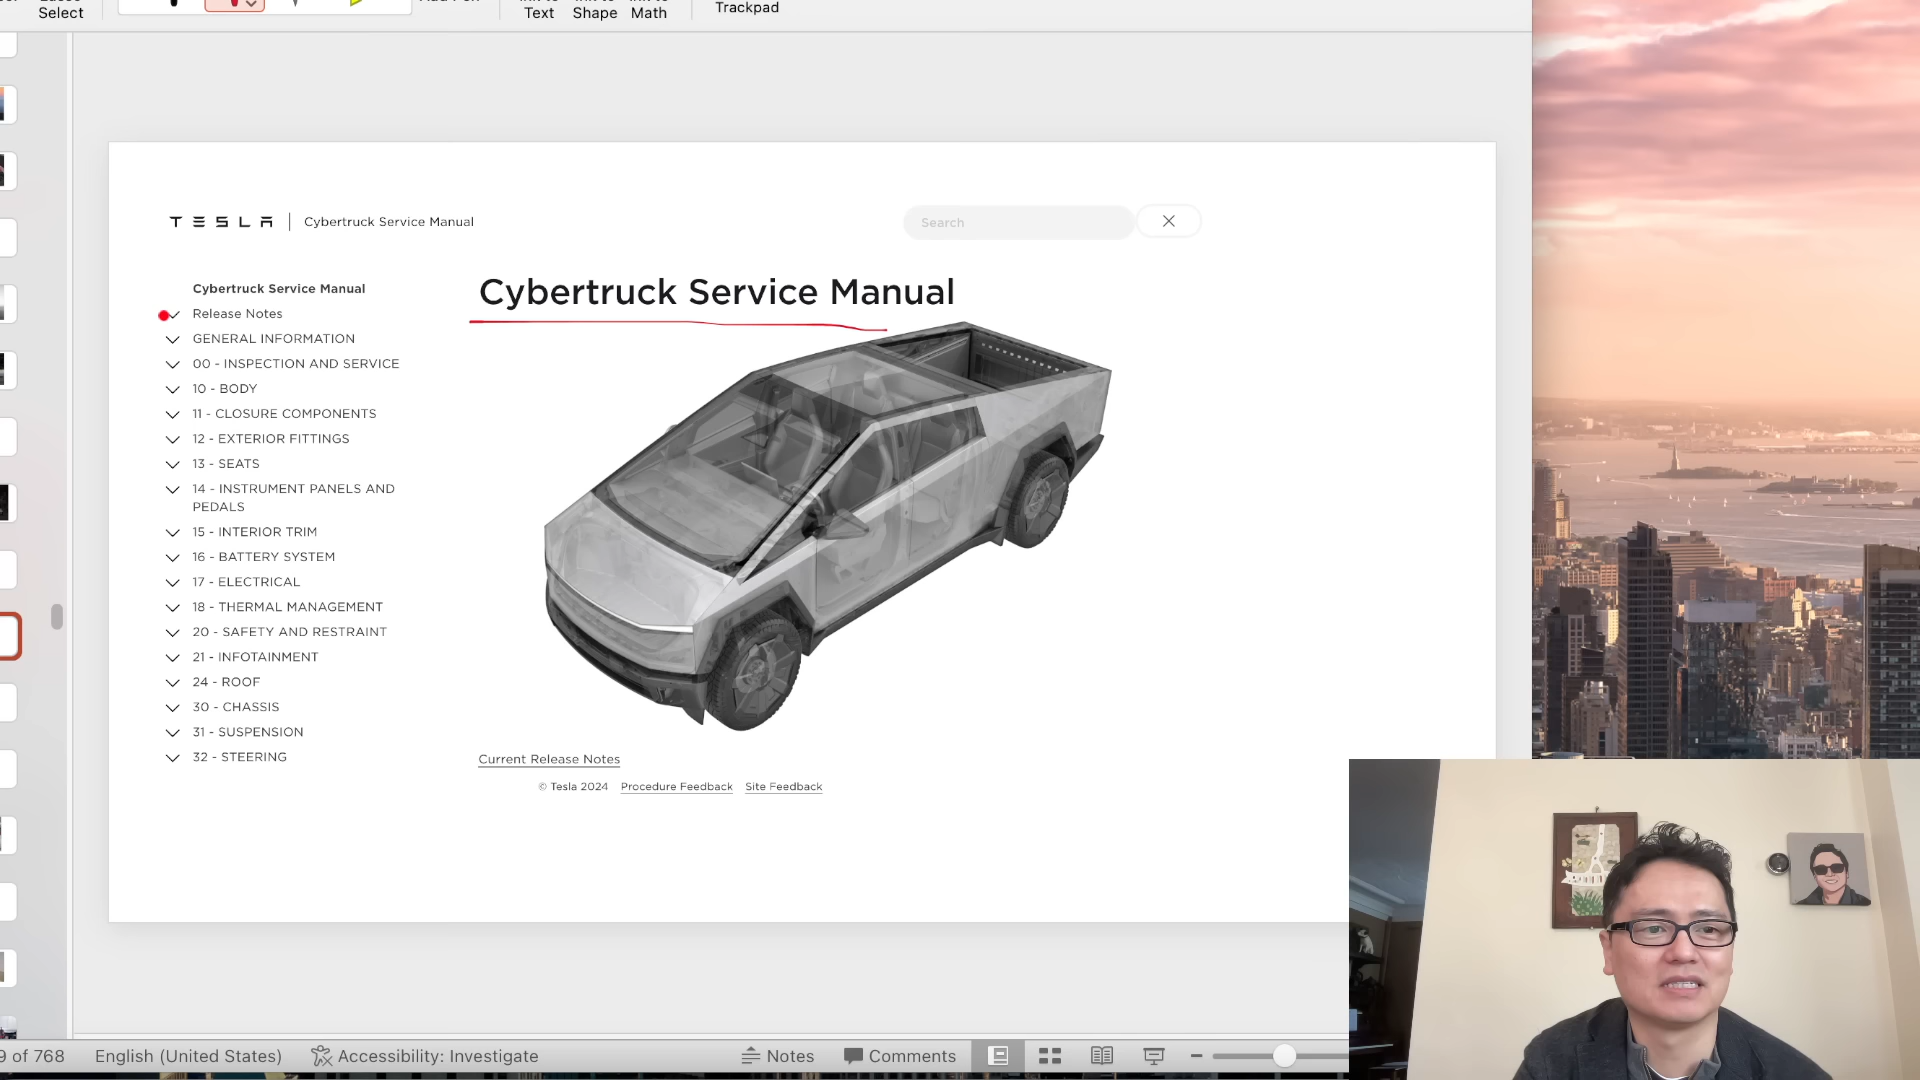 Select
Text
Shape
Math
Trackpad
TESLA | Cybertruck Service Manual
Search
Cybertruck Service Manual
Cybertruck Service Manual
Release Notes
GENERAL INFORMATION
00 - INSPECTION AND SERVICE
10 - BODY
11 - CLOSURE COMPONENTS
12 - EXTERIOR FITTINGS
13 - SEATS
14 - INSTRUMENT PANELS AND
PEDALS
15 - INTERIOR TRIM
16 - BATTERY SYSTEM
17 - ELECTRICAL
18 - THERMAL MANAGEMENT
20 - SAFETY AND RESTRAINT
21 - INFOTAINMENT
24 - ROOF
30 - CHASSIS
31 - SUSPENSION
32 - STEERING
Current Release Notes
© Tesla 2024 Procedure Feedback Site Feedback
9 of 768 English (United States) Accessibility: Investigate Notes Comments